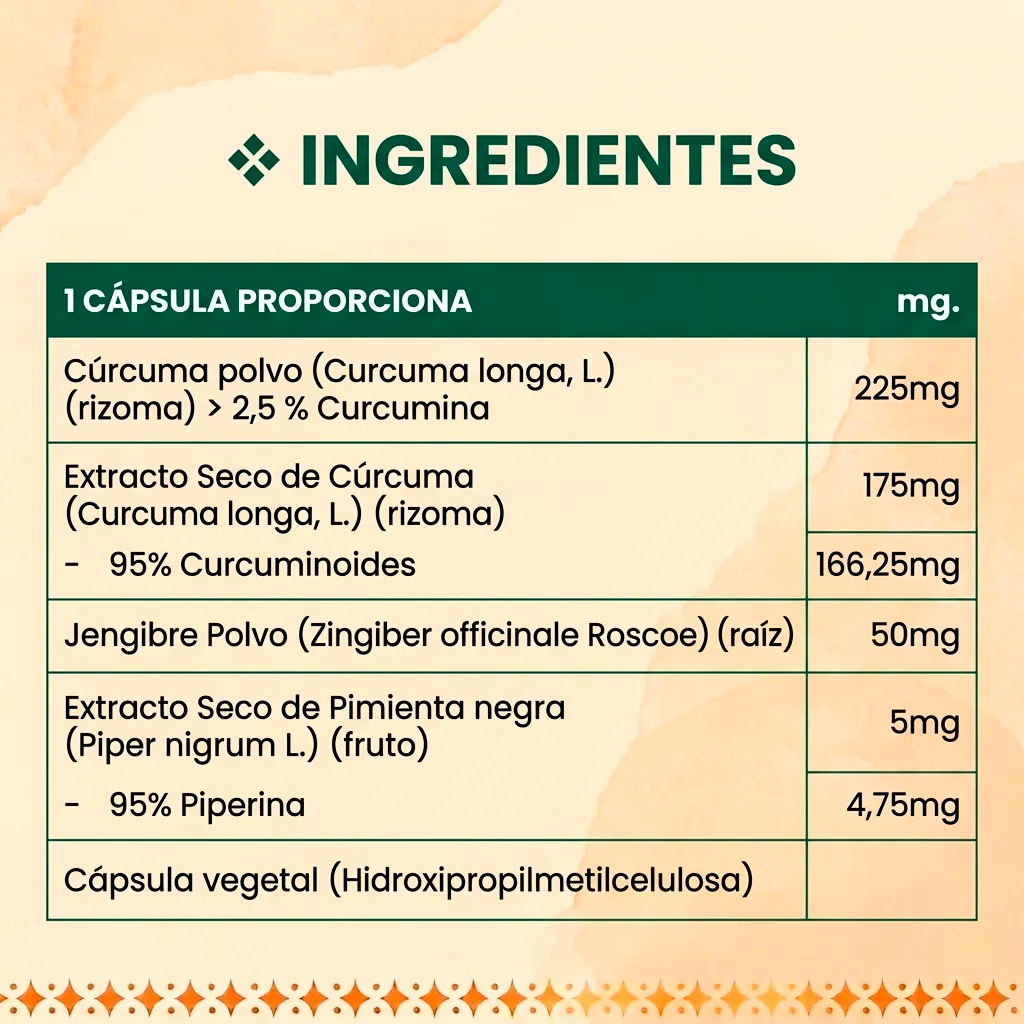 ❖ INGREDIENTES
1 CÁPSULA PROPORCIONA mg.
Cúrcuma polvo (Curcuma longa, L.)
(rizoma) > 2,5 % Curcumina 225mg
Extracto Seco de Cúrcuma
(Curcuma longa, L.) (rizoma) 175mg
- 95% Curcuminoides 166,25mg
Jengibre Polvo (Zingiber officinale Roscoe) (raíz) 50mg
Extracto Seco de Pimienta negra
(Piper nigrum L.) (fruto) 5mg
- 95% Piperina 4,75mg
Cápsula vegetal (Hidroxipropilmetilcelulosa)